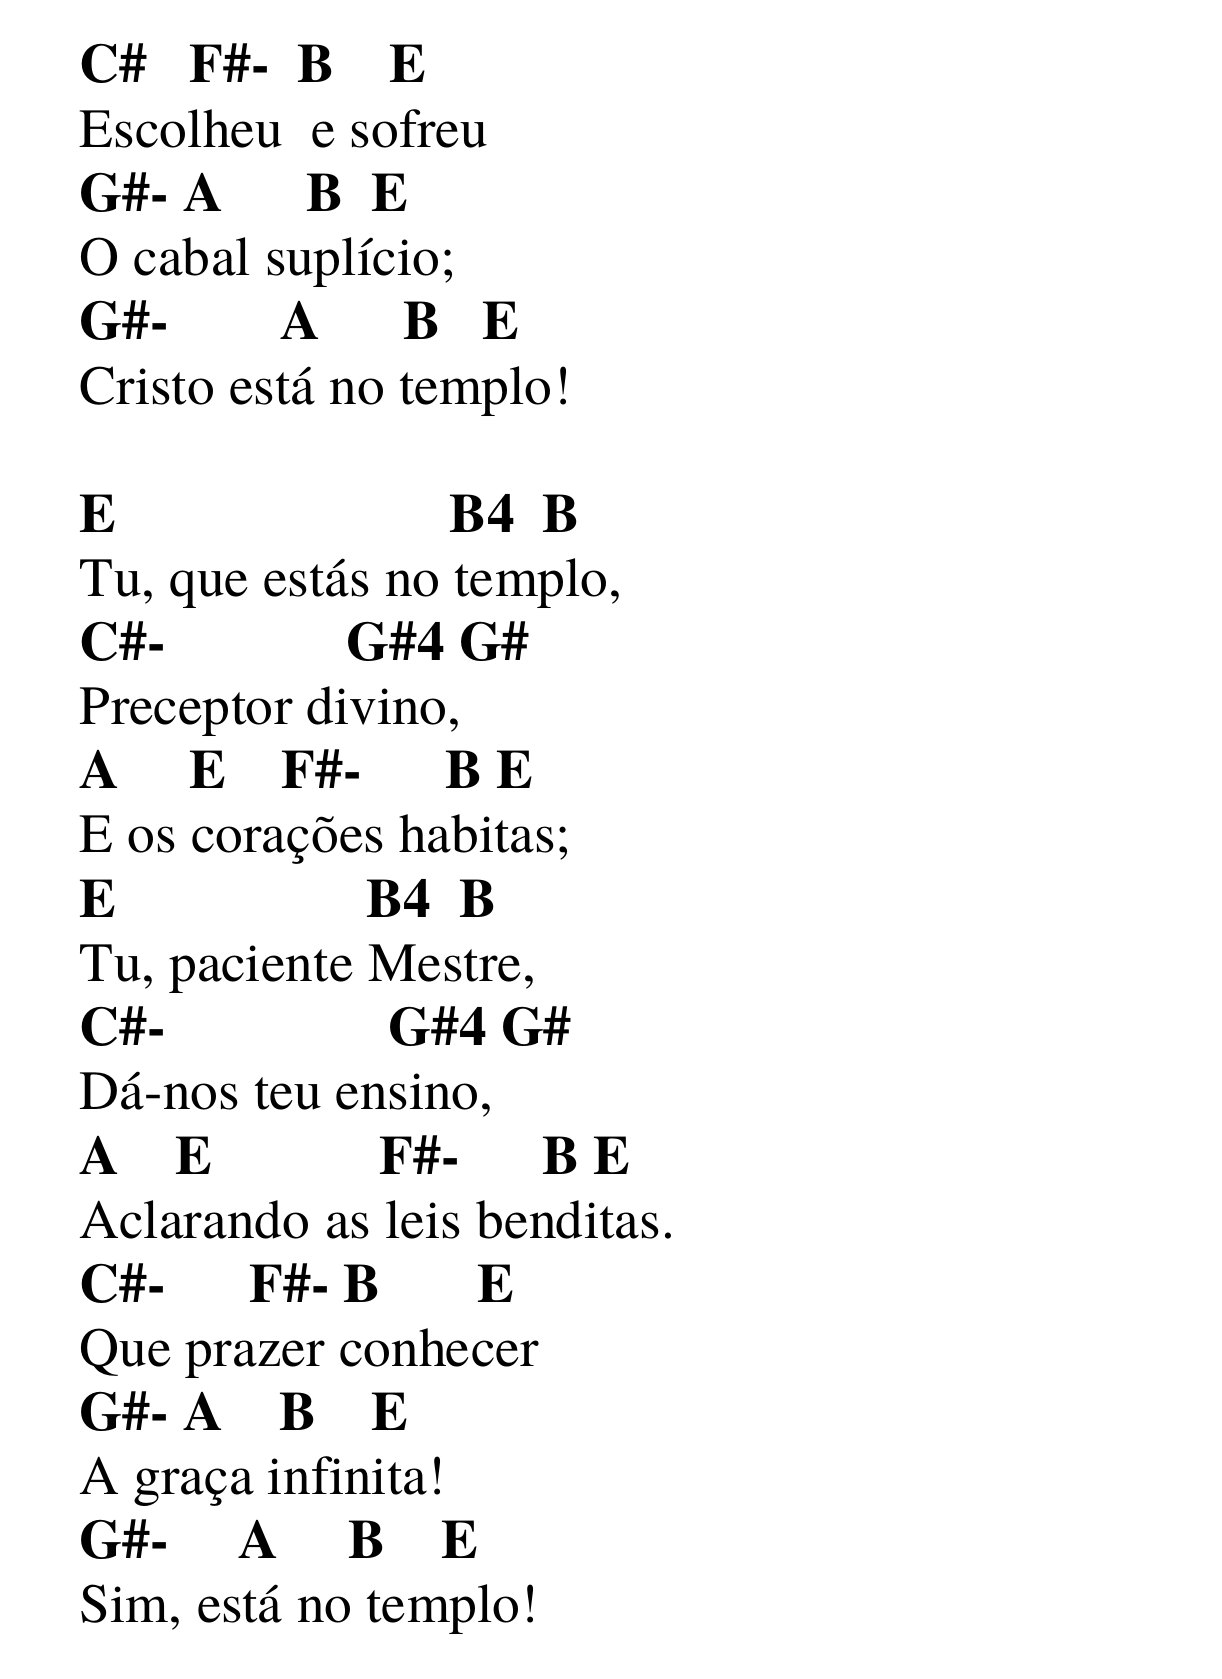 C#   F#-  B    E
Escolheu  e sofreu
G#- A      B  E
O cabal suplício;
G#-        A      B   E
Cristo está no templo!
E                       B4  B
Tu, que estás no templo,
C#-             G#4 G#
Preceptor divino,
A     E    F#-      B E
E os corações habitas;
E                  B4  B
Tu, paciente Mestre,
C#-                G#4 G#
Dá-nos teu ensino,
A    E            F#-      B E
Aclarando as leis benditas.
C#-      F#- B       E
Que prazer conhecer
G#- A    B    E
A graça infinita!
G#-     A     B    E
Sim, está no templo!